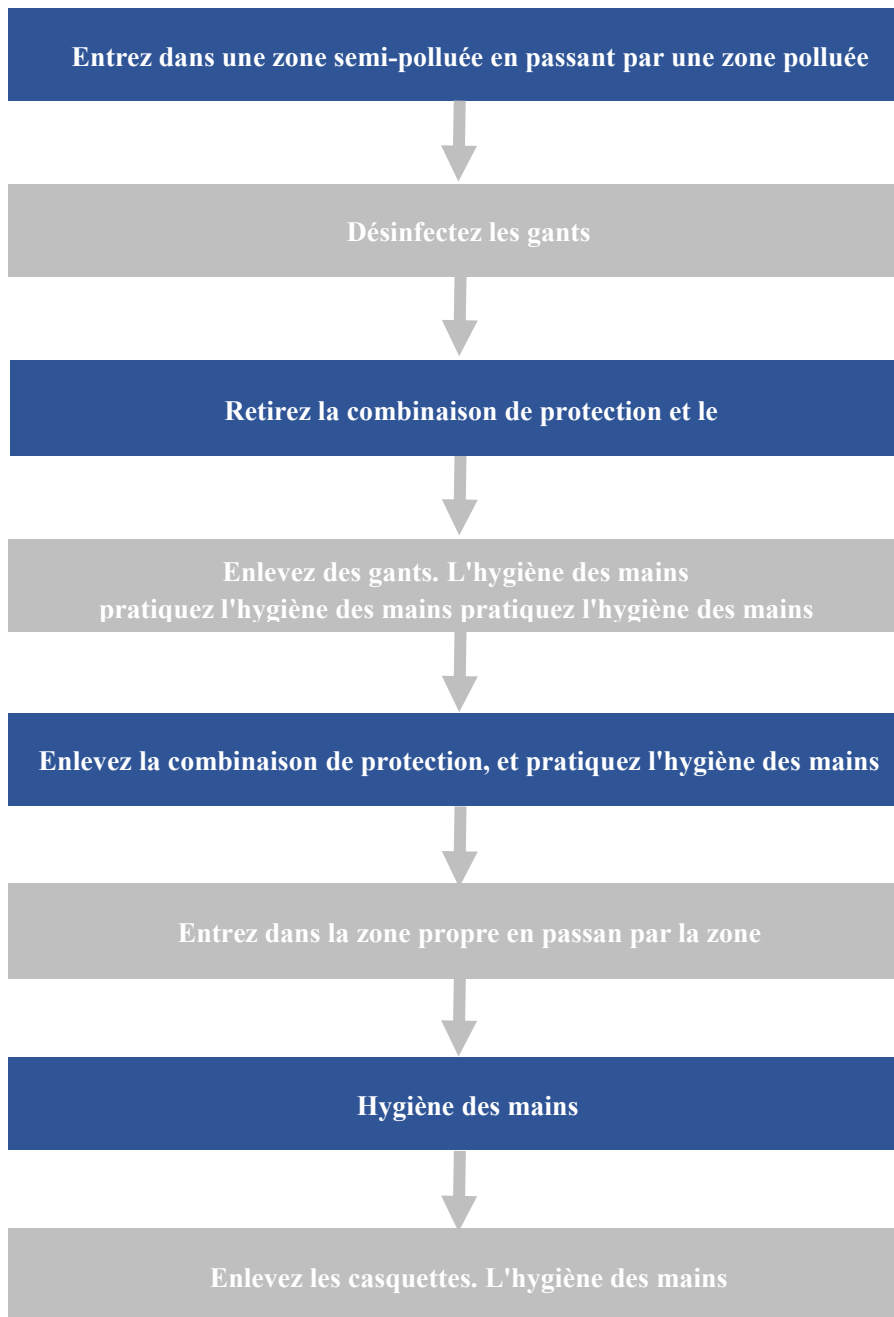 Entrez dans une zone semi-polluée en passant par une zone polluée
Désinfectez les gants
Retirez la combinaison de protection et le
Enlevez des gants. L'hygiène des mains
pratiquez l'hygiène des mains pratiquez l'hygiène des mains
Enlevez la combinaison de protection, et pratiquez l'hygiène des mains
Entrez dans la zone propre en passan par la zone
Hygiène des mains
Enlevez les casquettes. L'hygiène des mains